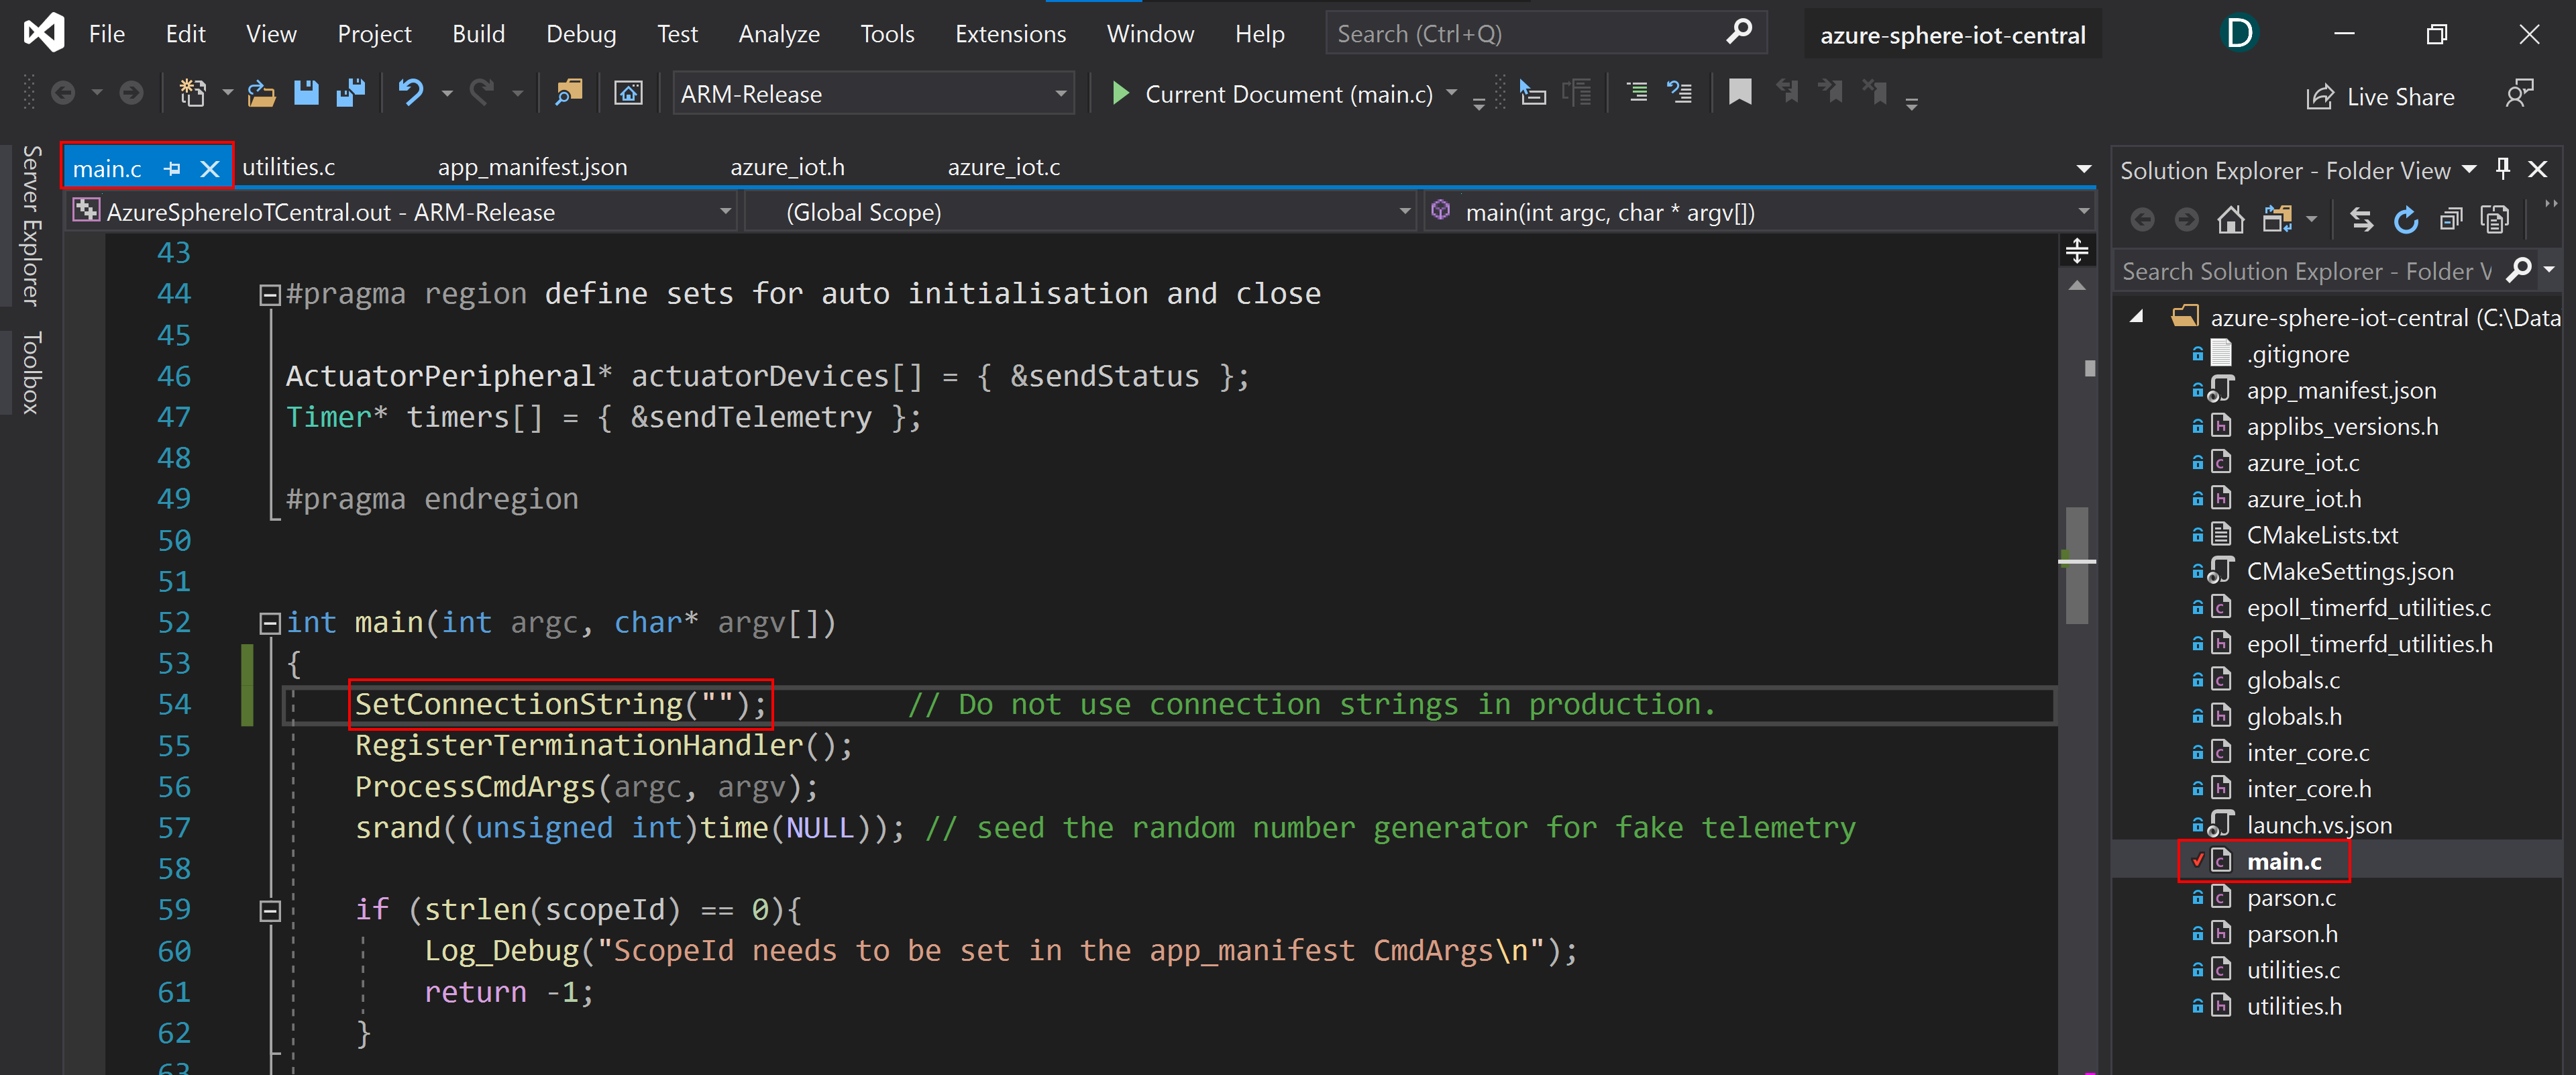 File Edit View Project Build Debug Test Analyze Tools Extensions Window Help Search (Ctrl+Q) azure-sphere-iot-central D
ARM-Release Current Document (main.c) Live Share
Server Explorer
Toolbox
main.c utilities.c app_manifest.json azure_iot.h azure_iot.c
AzureSphereIoTCentral.out - ARM-Release (Global Scope) main(int argc, char * argv[])
43
44 #pragma region define sets for auto initialisation and close
45
46 ActuatorPeripheral* actuatorDevices[] = { &sendStatus };
47 Timer* timers[] = { &sendTelemetry };
48
49 #pragma endregion
50
51
52 int main(int argc, char* argv[])
53 {
54 SetConnectionString(""); // Do not use connection strings in production.
55 RegisterTerminationHandler();
56 ProcessCmdArgs(argc, argv);
57 srand((unsigned int)time(NULL)); // seed the random number generator for fake telemetry
58
59 if (strlen(scopeId) == 0){
60 Log_Debug("ScopeId needs to be set in the app_manifest CmdArgs\n");
61 return -1;
62 }
63
Solution Explorer - Folder View
Search Solution Explorer - Folder V
azure-sphere-iot-central (C:\Data
.gitignore
app_manifest.json
applibs_versions.h
azure_iot.c
azure_iot.h
CMakeLists.txt
CMakeSettings.json
epoll_timerfd_utilities.c
epoll_timerfd_utilities.h
globals.c
globals.h
inter_core.c
inter_core.h
launch.vs.json
main.c
parson.c
parson.h
utilities.c
utilities.h